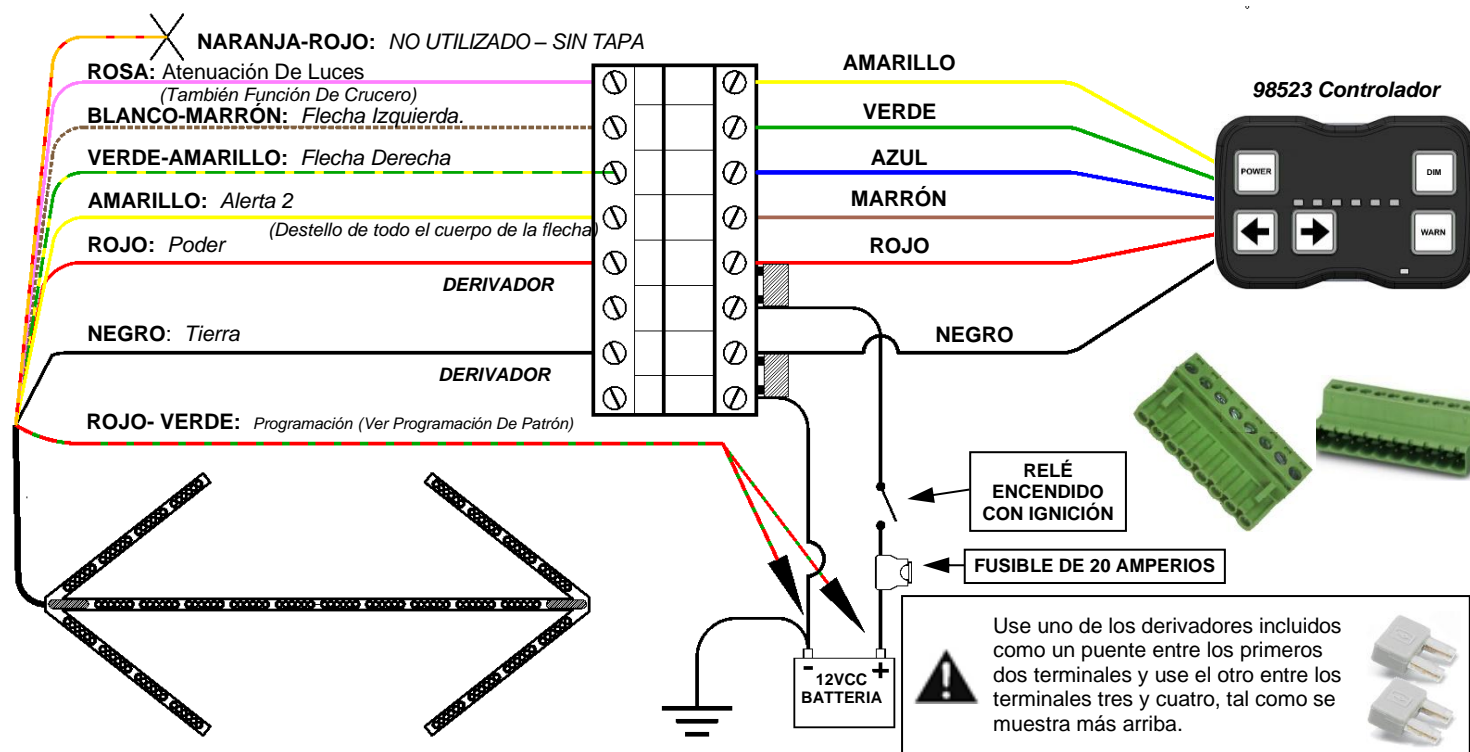 NARANJA-ROJO: NO UTILIZADO – SIN TAPA
ROSA: Atenuación De Luces
(También Función De Crucero)
BLANCO-MARRÓN: Flecha Izquierda.
VERDE-AMARILLO: Flecha Derecha
AMARILLO: Alerta 2
(Destello de todo el cuerpo de la flecha)
ROJO: Poder
DERIVADOR
NEGRO: Tierra
DERIVADOR
ROJO- VERDE: Programación (Ver Programación De Patrón)
AMARILLO
VERDE
AZUL
MARRÓN
ROJO
NEGRO
98523 Controlador
POWER
DIM
WARN
RELÉ
ENCENDIDO
CON IGNICIÓN
FUSIBLE DE 20 AMPERIOS
- +
12VCC
BATTERIA
Use uno de los derivadores incluidos
como un puente entre los primeros
dos terminales y use el otro entre los
terminales tres y cuatro, tal como se
muestra más arriba.